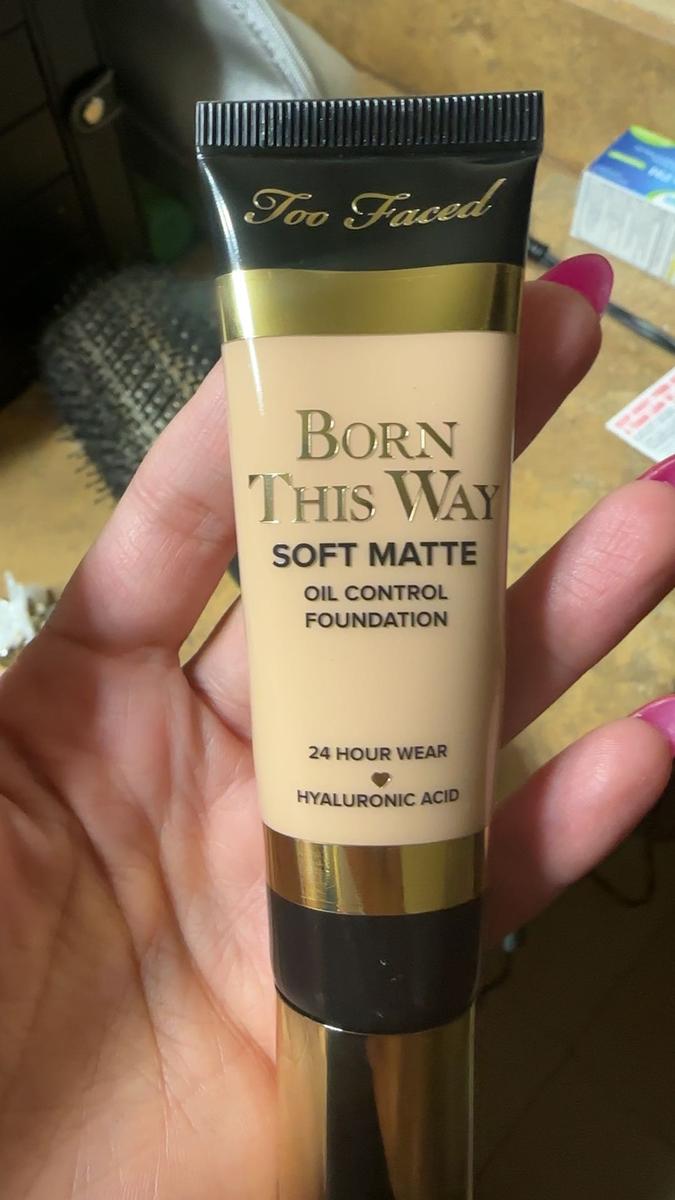 Too Faced
BORN
THIS WAY
SOFT MATTE
OIL CONTROL
FOUNDATION
24 HOUR WEAR
HYALURONIC ACID